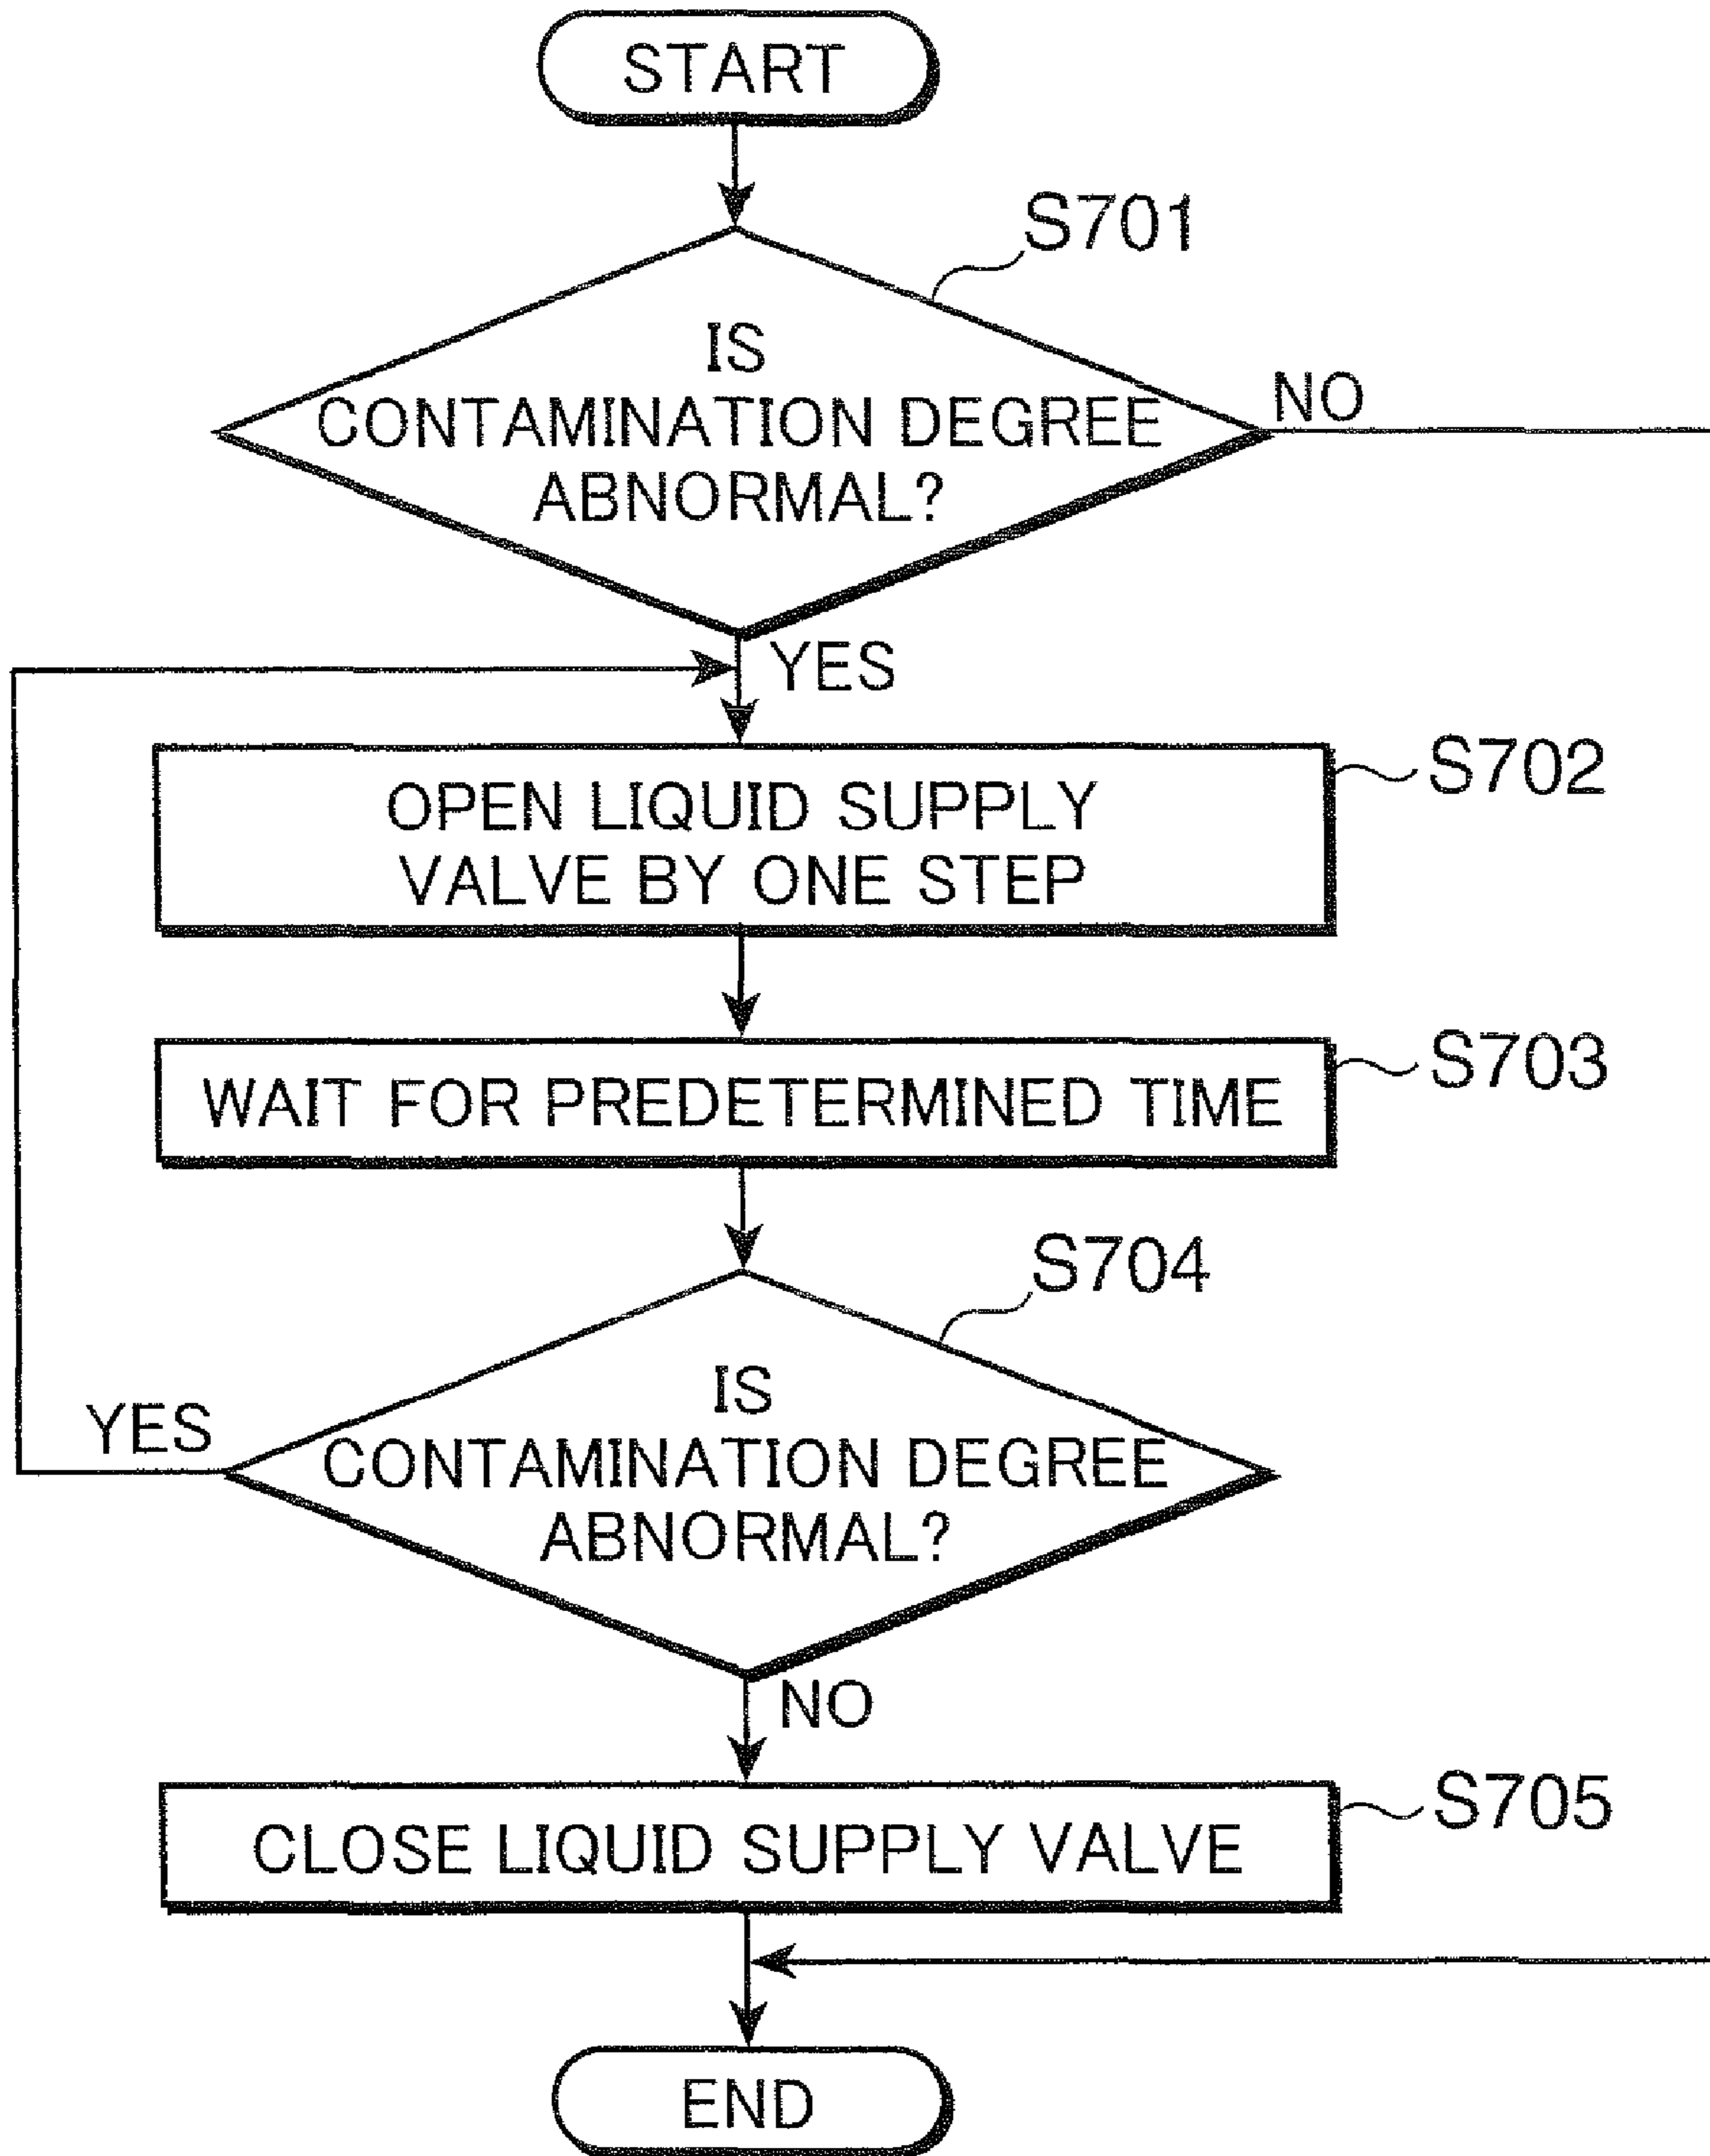 START
S701
IS
CONTAMINATION DEGREE
ABNORMAL?
NO
YES
S702
OPEN LIQUID SUPPLY
VALVE BY ONE STEP
S703
WAIT FOR PREDETERMINED TIME
S704
IS
CONTAMINATION DEGREE
ABNORMAL?
YES
NO
S705
CLOSE LIQUID SUPPLY VALVE
END